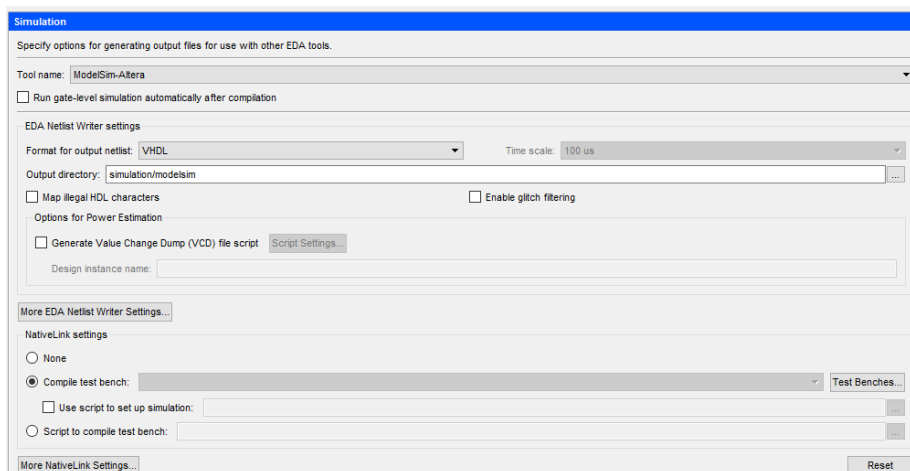 Simulation
Specify options for generating output files for use with other EDA tools.
Tool name: ModelSim-Altera
Run gate-level simulation automatically after compilation
EDA Netlist Writer settings
Format for output netlist: VHDL Time scale: 100 us
Output directory: simulation/modelsim ...
Map illegal HDL characters Enable glitch filtering
Options for Power Estimation
Generate Value Change Dump (VCD) file script Script Settings...
Design instance name:
More EDA Netlist Writer Settings...
NativeLink settings
None
Compile test bench: Test Benches...
Use script to set up simulation: ...
Script to compile test bench: ...
More NativeLink Settings... Reset